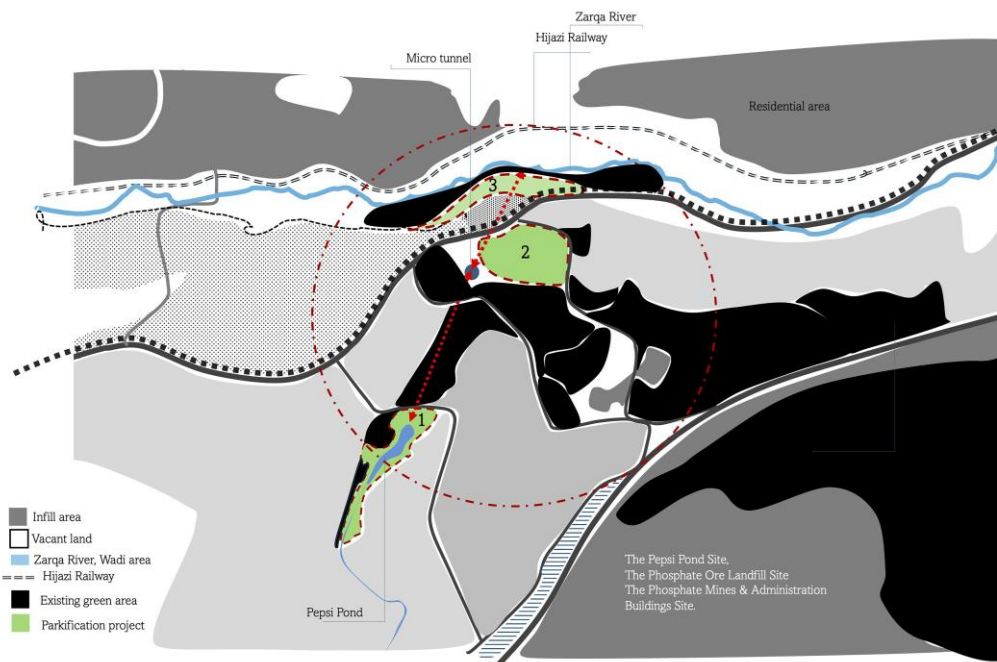 Zarqa River
Hijazi Railway
Micro tunnel
Residential area
3
2
1
Infill area
Vacant land
Zarqa River, Wadi area
Hijazi Railway
Existing green area
Parkification project
Pepsi Pond
The Pepsi Pond Site,
The Phosphate Ore Landfill Site
The Phosphate Mines & Administration
Buildings Site.